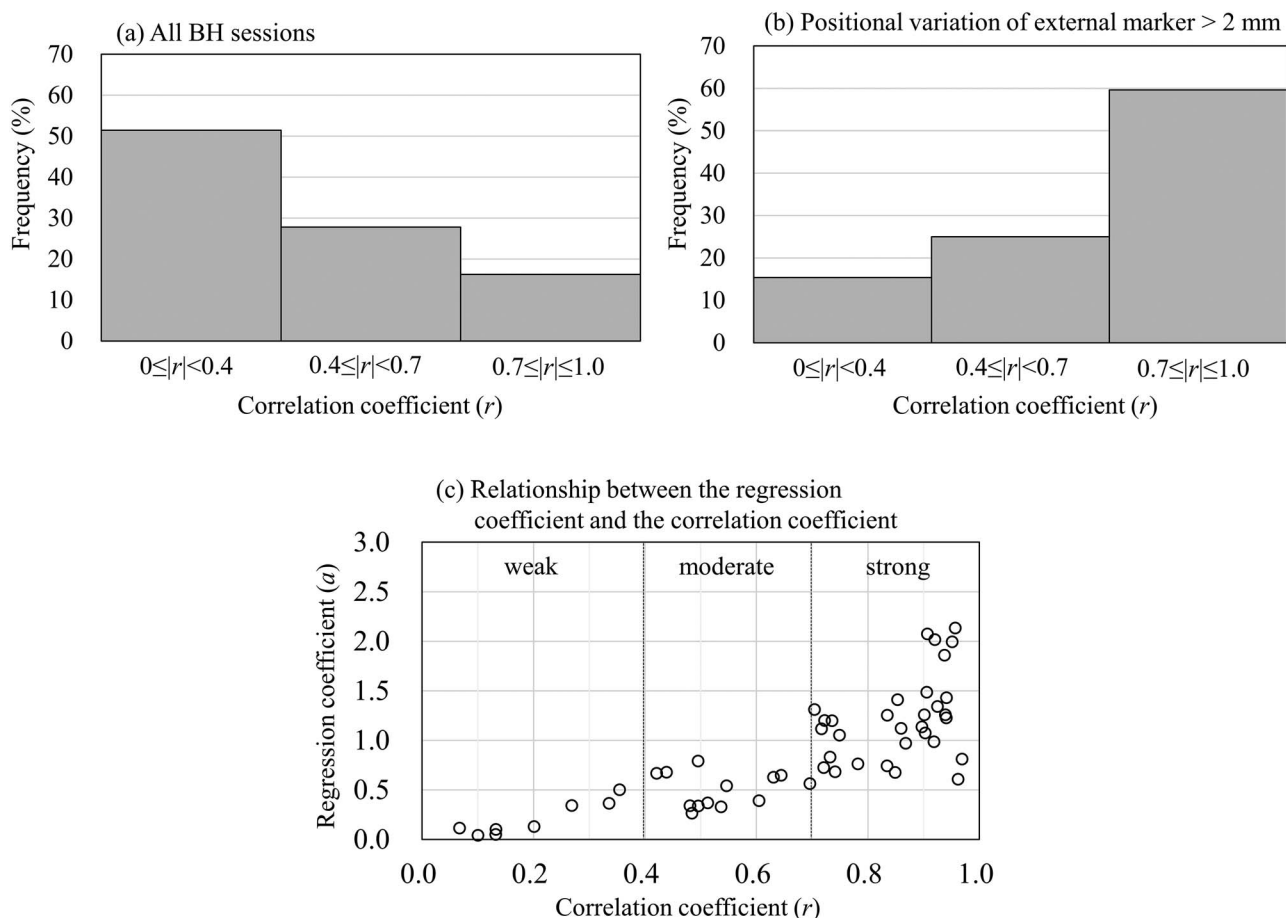 (a) All BH sessions
Frequency (%)
70
60
50
40
30
20
10
0
0≤|r|<0.4
0.4≤|r|<0.7
0.7≤|r|≤1.0
Correlation coefficient (r)
(b) Positional variation of external marker > 2 mm
Frequency (%)
70
60
50
40
30
20
10
0
0≤|r|<0.4
0.4≤|r|<0.7
0.7≤|r|≤1.0
Correlation coefficient (r)
(c) Relationship between the regression
coefficient and the correlation coefficient
Regression coefficient (a)
3.0
2.5
2.0
1.5
1.0
0.5
0.0
weak
moderate
strong
0.0
0.2
0.4
0.6
0.8
1.0
Correlation coefficient (r)